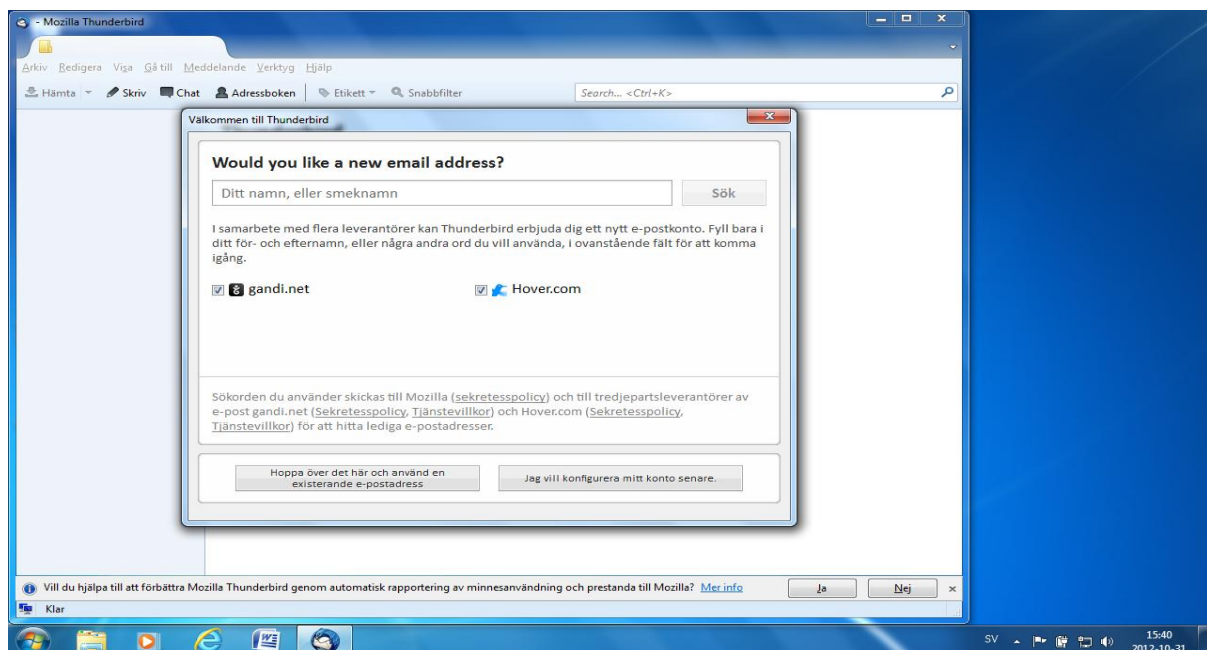 - Mozilla Thunderbird
Arkiv Redigera Visa Gå till Meddelande Verktyg Hjälp
Hämta Skriv Chat Adressboken Etikett Snabbfilter Search... <Ctrl+K>
Välkommen till Thunderbird
Would you like a new email address?
Ditt namn, eller smeknamn Sök
I samarbete med flera leverantörer kan Thunderbird erbjuda dig ett nytt e-postkonto. Fyll bara i
ditt för- och efternamn, eller några andra ord du vill använda, i ovanstående fält för att komma
igång.
gandi.net Hover.com
Sökorden du använder skickas till Mozilla (sekretesspolicy) och till tredjepartsleverantörer av
e-post gandi.net (Sekretesspolicy, Tjänstevillkor) och Hover.com (Sekretesspolicy,
Tjänstevillkor) för att hitta lediga e-postadresser.
Hoppa över det här och använd en
existerande e-postadress
Jag vill konfigurera mitt konto senare.
Vill du hjälpa till att förbättra Mozilla Thunderbird genom automatisk rapportering av minnesanvändning och prestanda till Mozilla? Mer info Ja Nej
Klar
SV 15:40
2012-10-31